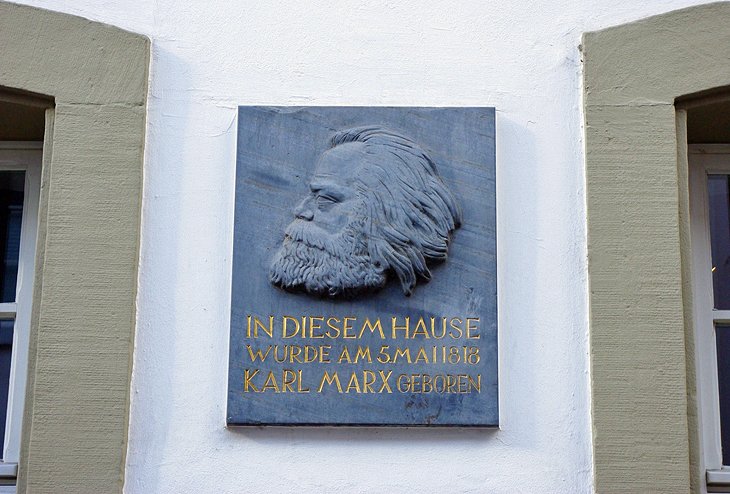 IN DIESEM HAUSE
WURDE AM 5. MAI 1818
KARL MARX GEBOREN